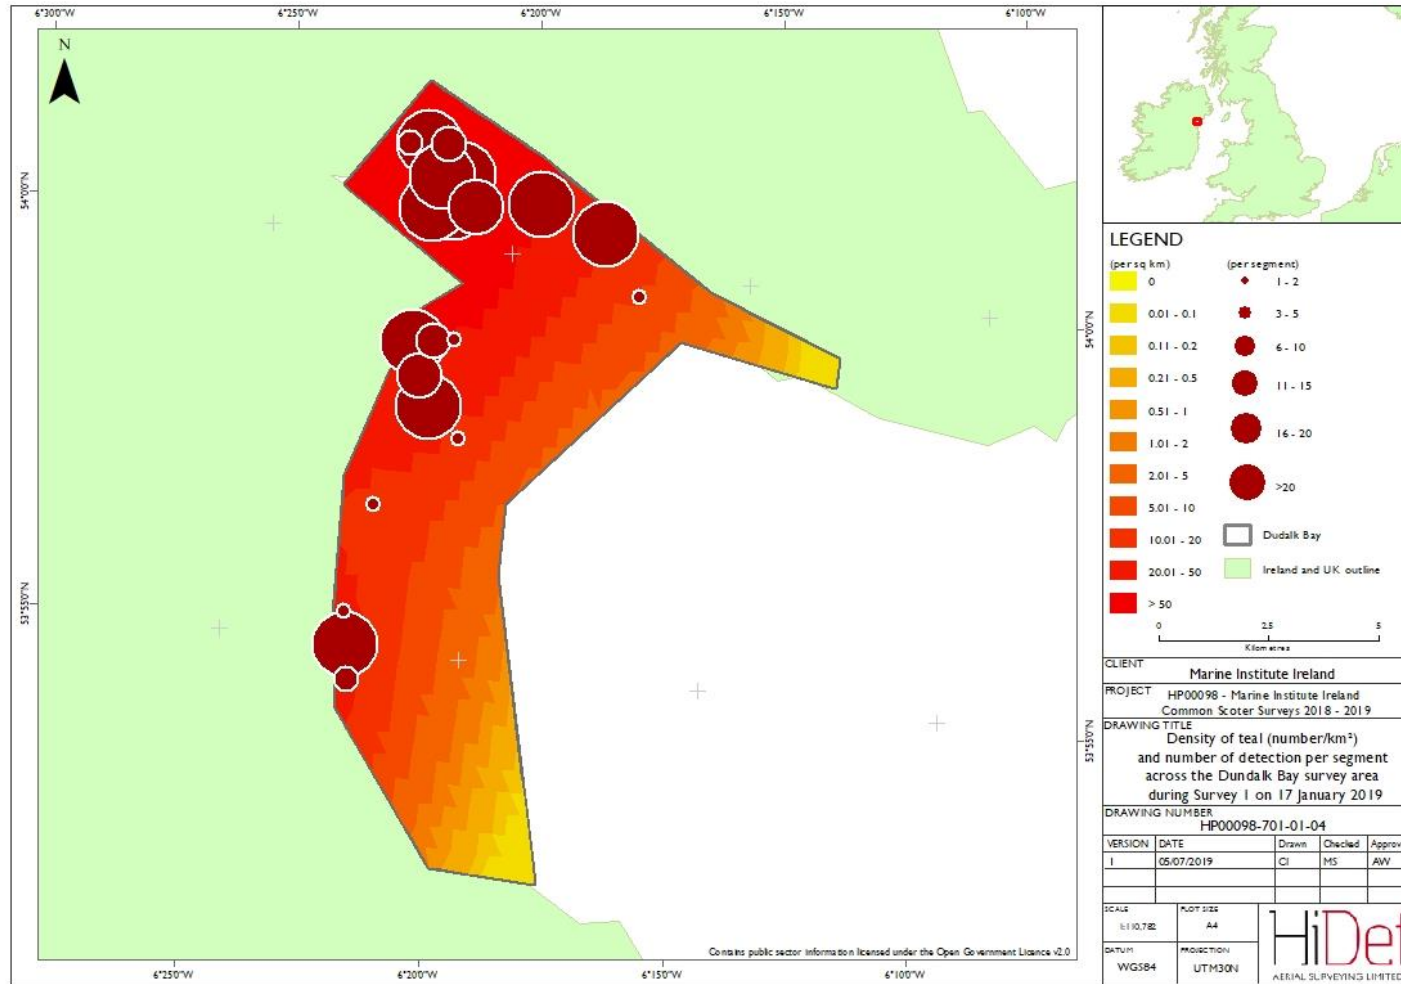 6°30'0"W 6°25'0"W 6°20'0"W 6°15'0"W 6°10'0"W
N
54°0'0"N
54°0'0"N
53°55'0"N
53°55'0"N
Contains public sector information licensed under the Open Government Licence v2.0
6°25'0"W 6°20'0"W 6°15'0"W 6°10'0"W
LEGEND
(per sq km) (per segment)
0 1 - 2
0.01 - 0.1 3 - 5
0.11 - 0.2 6 - 10
0.21 - 0.5 11 - 15
0.51 - 1 16 - 20
1.01 - 2 >20
2.01 - 5
5.01 - 10 Dudalk Bay
10.01 - 20
20.01 - 50 Ireland and UK outline
> 50
0 2.5 5
Kilometres
CLIENT
Marine Institute Ireland
PROJECT HP00098 - Marine Institute Ireland
Common Scoter Surveys 2018 - 2019
DRAWING TITLE
Density of teal (number/km²)
and number of detection per segment
across the Dundalk Bay survey area
during Survey 1 on 17 January 2019
DRAWING NUMBER
HP00098-701-01-04
VERSION DATE Drawn Checked Approv
1 05/07/2019 CI MS AW
SCALE PLOT SIZE
1:110,782 A4
DATUM PROJECTION
WGS84 UTM30N
HiDef
AERIAL SURVEYING LIMITED